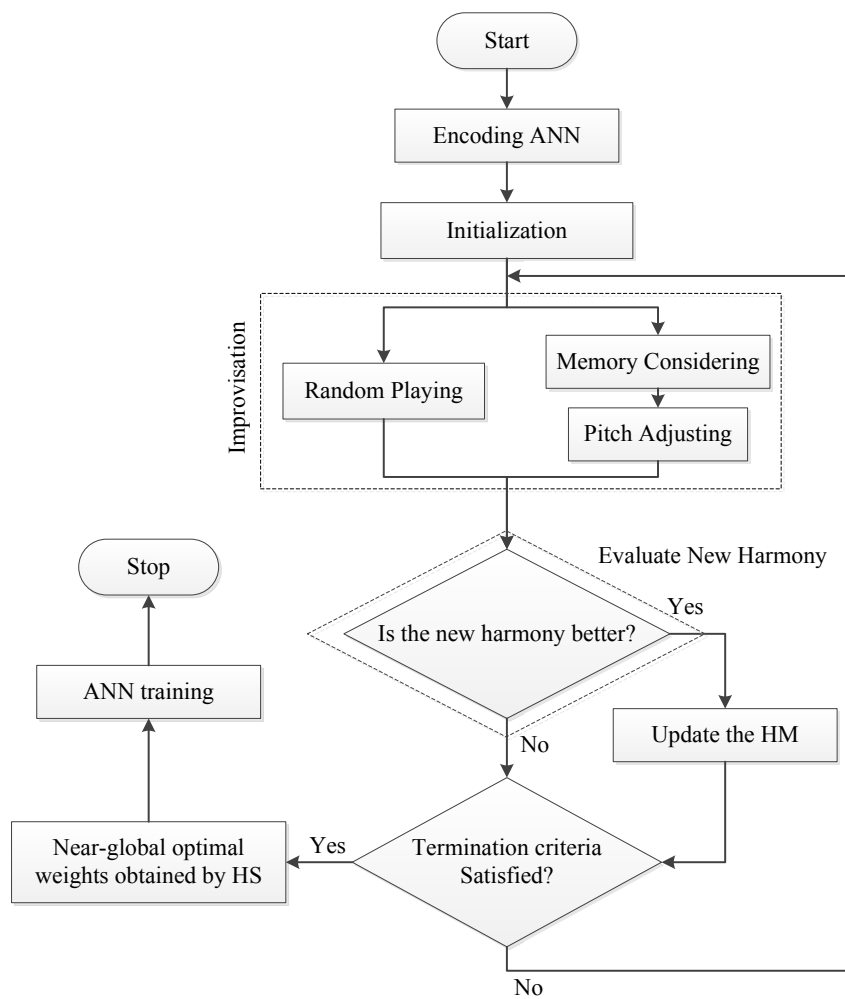 Start
Encoding ANN
Initialization
Improvisation
Random Playing
Memory Considering
Pitch Adjusting
Evaluate New Harmony
Is the new harmony better?
Yes
No
Update the HM
Termination criteria
Satisfied?
Yes
No
Near-global optimal
weights obtained by HS
ANN training
Stop